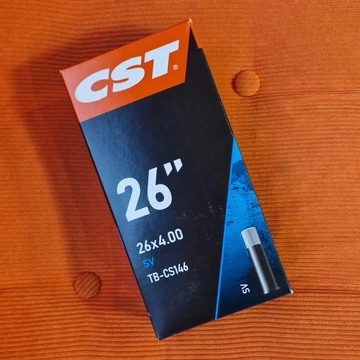 CST®
26"
26x4.00
SV
TB-CS146
SV